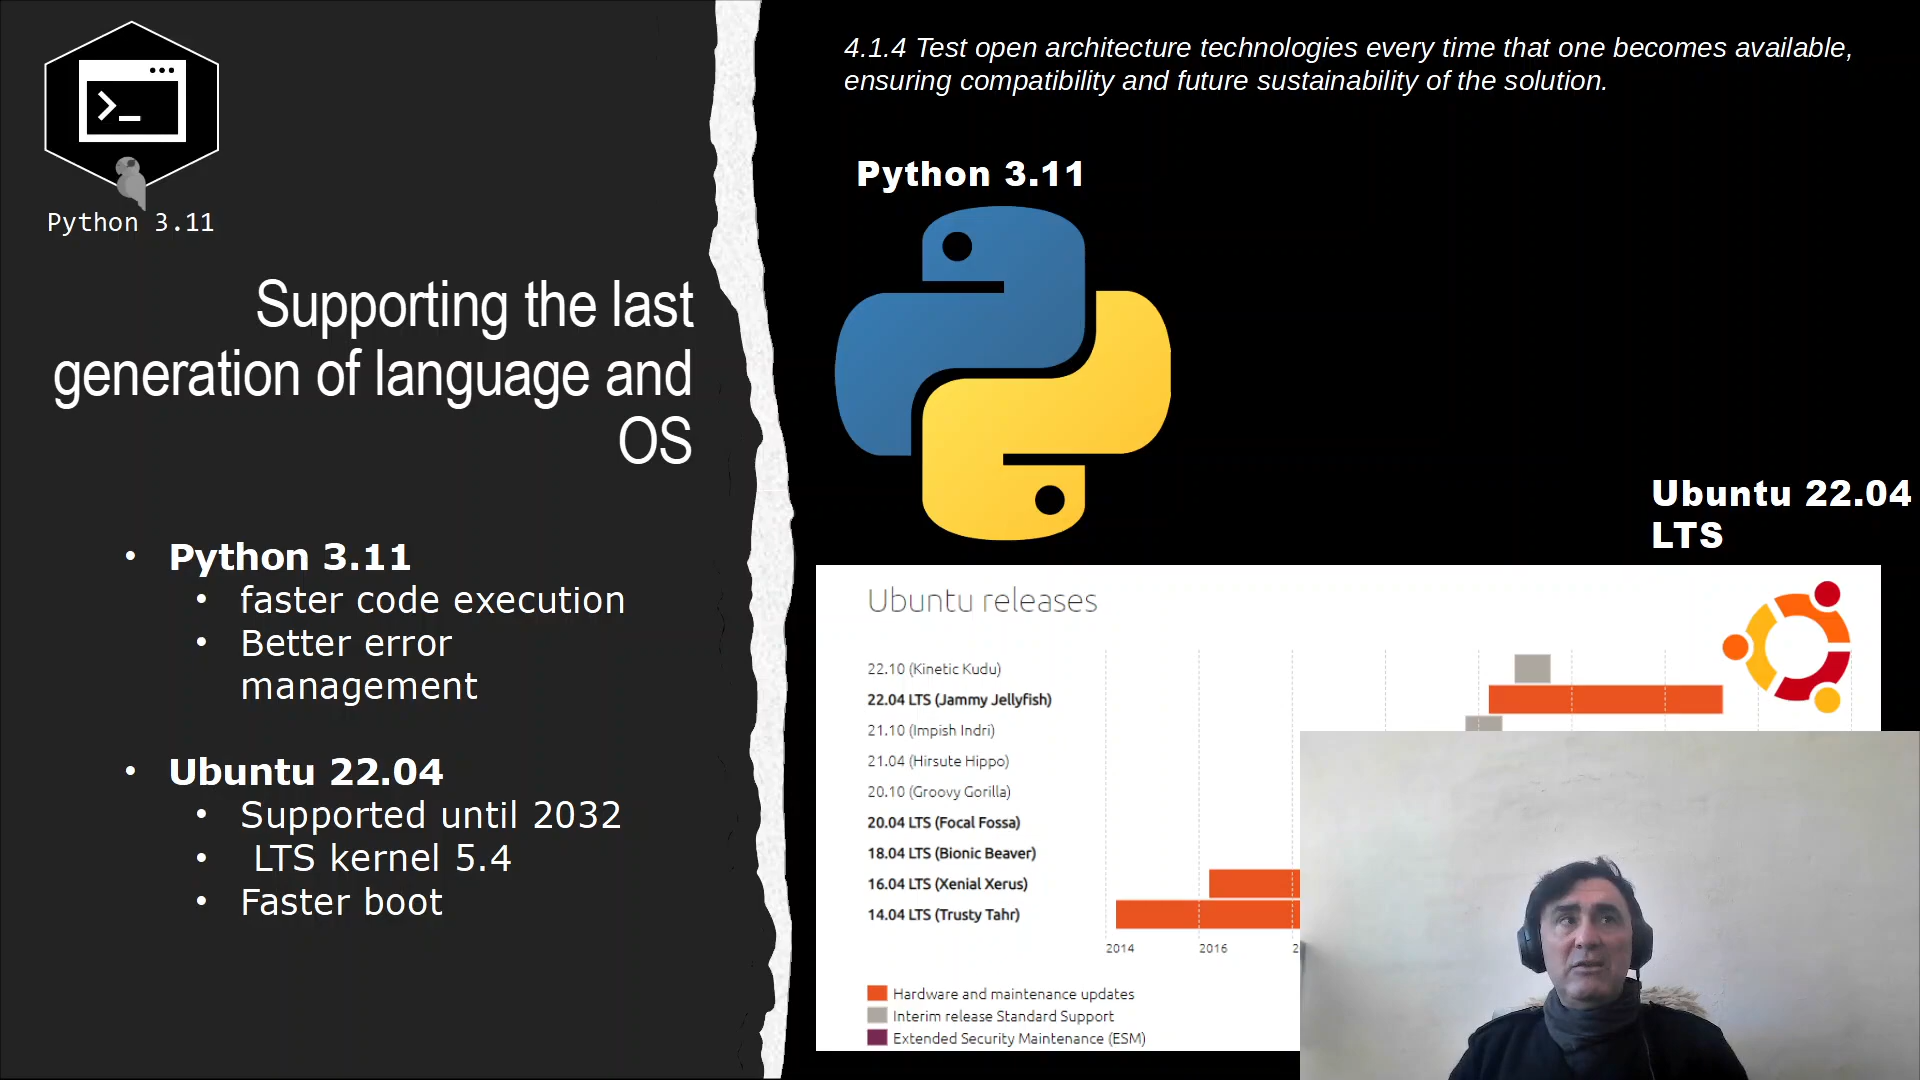 >_
Python 3.11
Supporting the last
generation of language and
OS
• Python 3.11
• faster code execution
• Better error
management
• Ubuntu 22.04
• Supported until 2032
• LTS kernel 5.4
• Faster boot
4.1.4 Test open architecture technologies every time that one becomes available,
ensuring compatibility and future sustainability of the solution.
Python 3.11
Ubuntu 22.04
LTS
Ubuntu releases
22.10 (Kinetic Kudu)
22.04 LTS (Jammy Jellyfish)
21.10 (Impish Indri)
21.04 (Hirsute Hippo)
20.10 (Groovy Gorilla)
20.04 LTS (Focal Fossa)
18.04 LTS (Bionic Beaver)
16.04 LTS (Xenial Xerus)
14.04 LTS (Trusty Tahr)
2014 2016
Hardware and maintenance updates
Interim release Standard Support
Extended Security Maintenance (ESM)